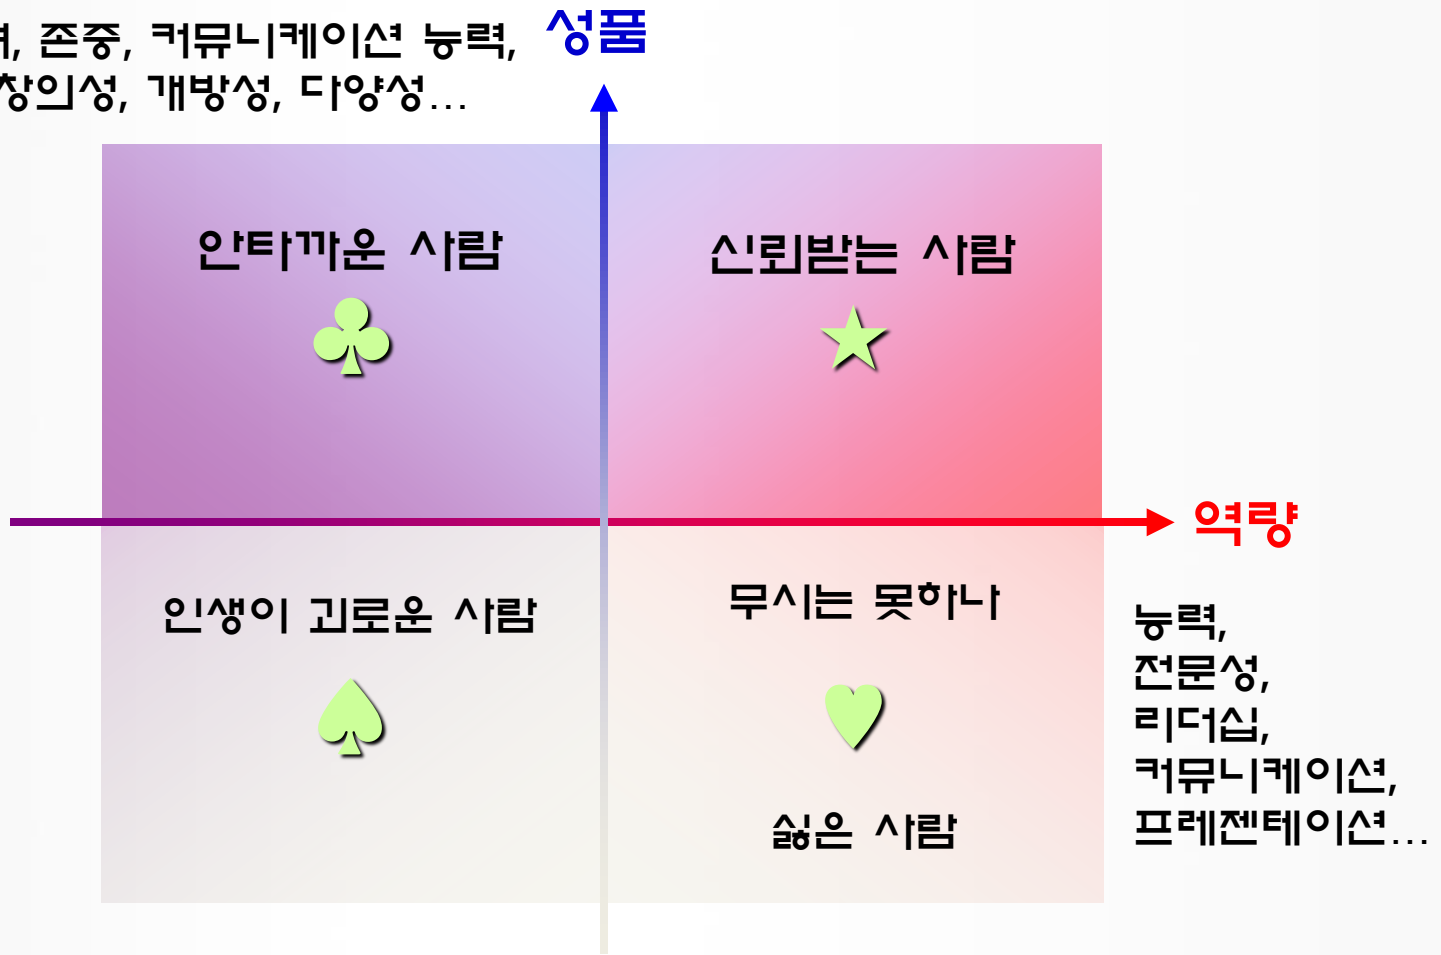 존중, 커뮤니케이션 능력,
창의성, 개방성, 다양성...
성품
안타까운 사람
신뢰받는 사람
역량
인생이 괴로운 사람
무시는 못하나
싫은 사람
능력,
전문성,
리더십,
커뮤니케이션,
프레젠테이션...